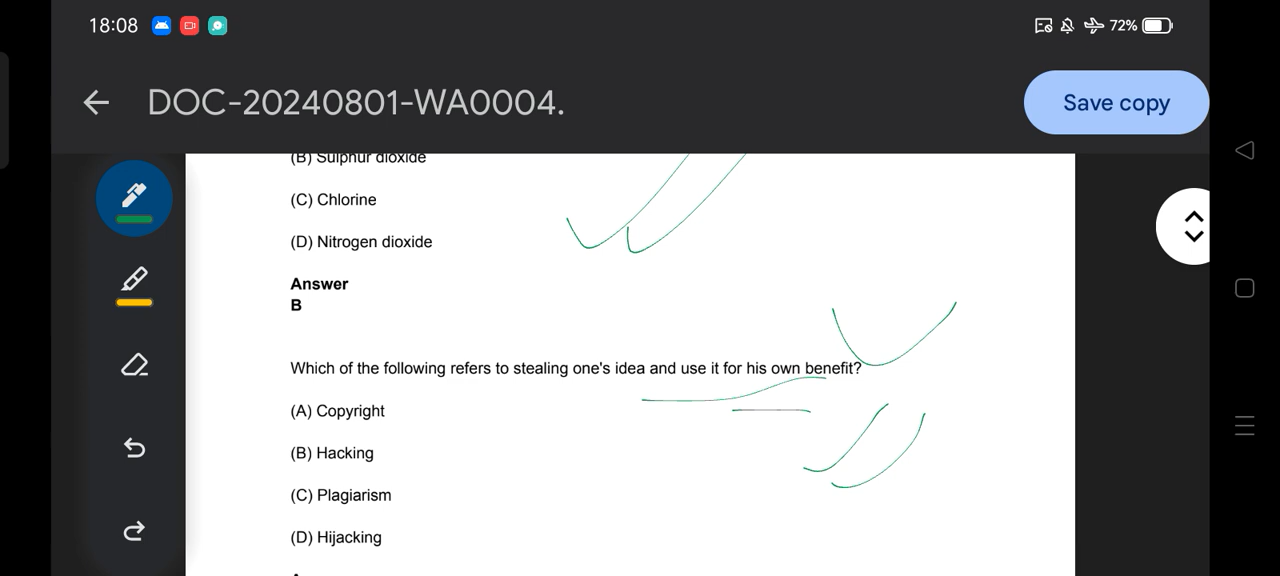 18:08
72%
DOC-20240801-WA0004.
Save copy
(B) Sulphur dioxide
(C) Chlorine
(D) Nitrogen dioxide
Answer
B
Which of the following refers to stealing one's idea and use it for his own benefit?
(A) Copyright
(B) Hacking
(C) Plagiarism
(D) Hijacking